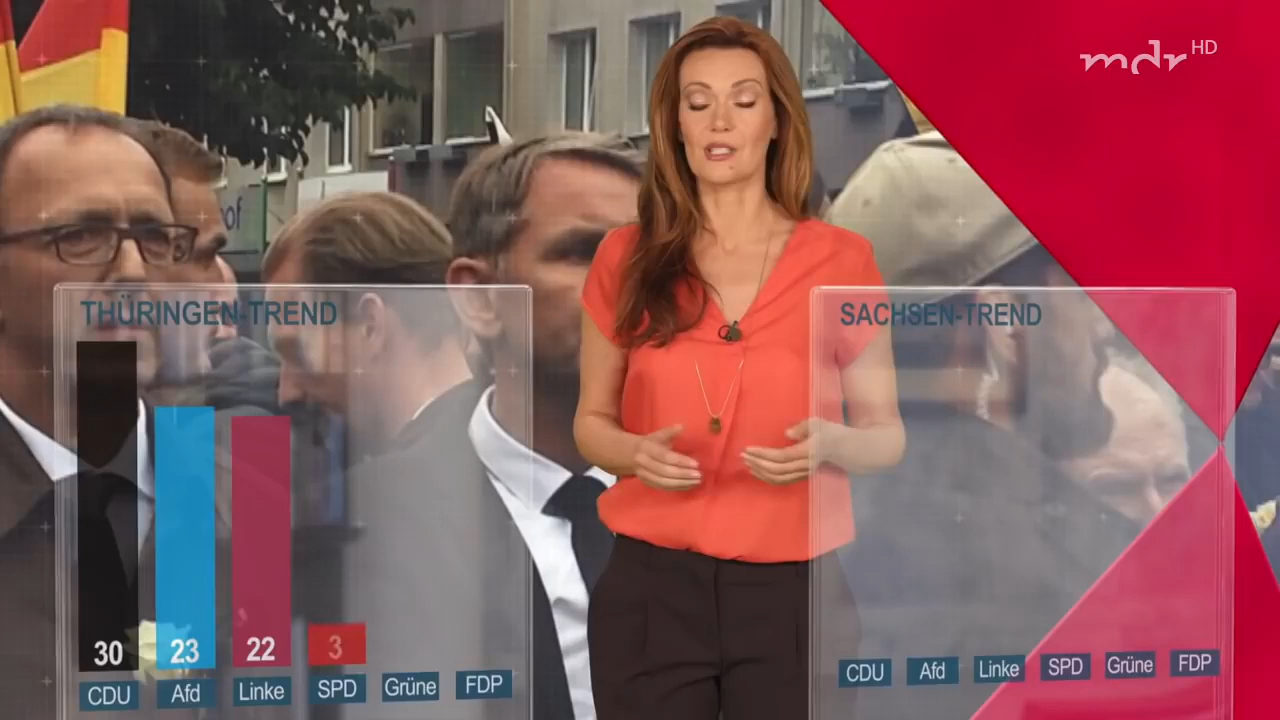 mdr HD
of
THÜRINGEN-TREND
30
23
22
3
CDU
Afd
Linke
SPD
Grüne
FDP
SACHSEN-TREND
CDU
Afd
Linke
SPD
Grüne
FDP